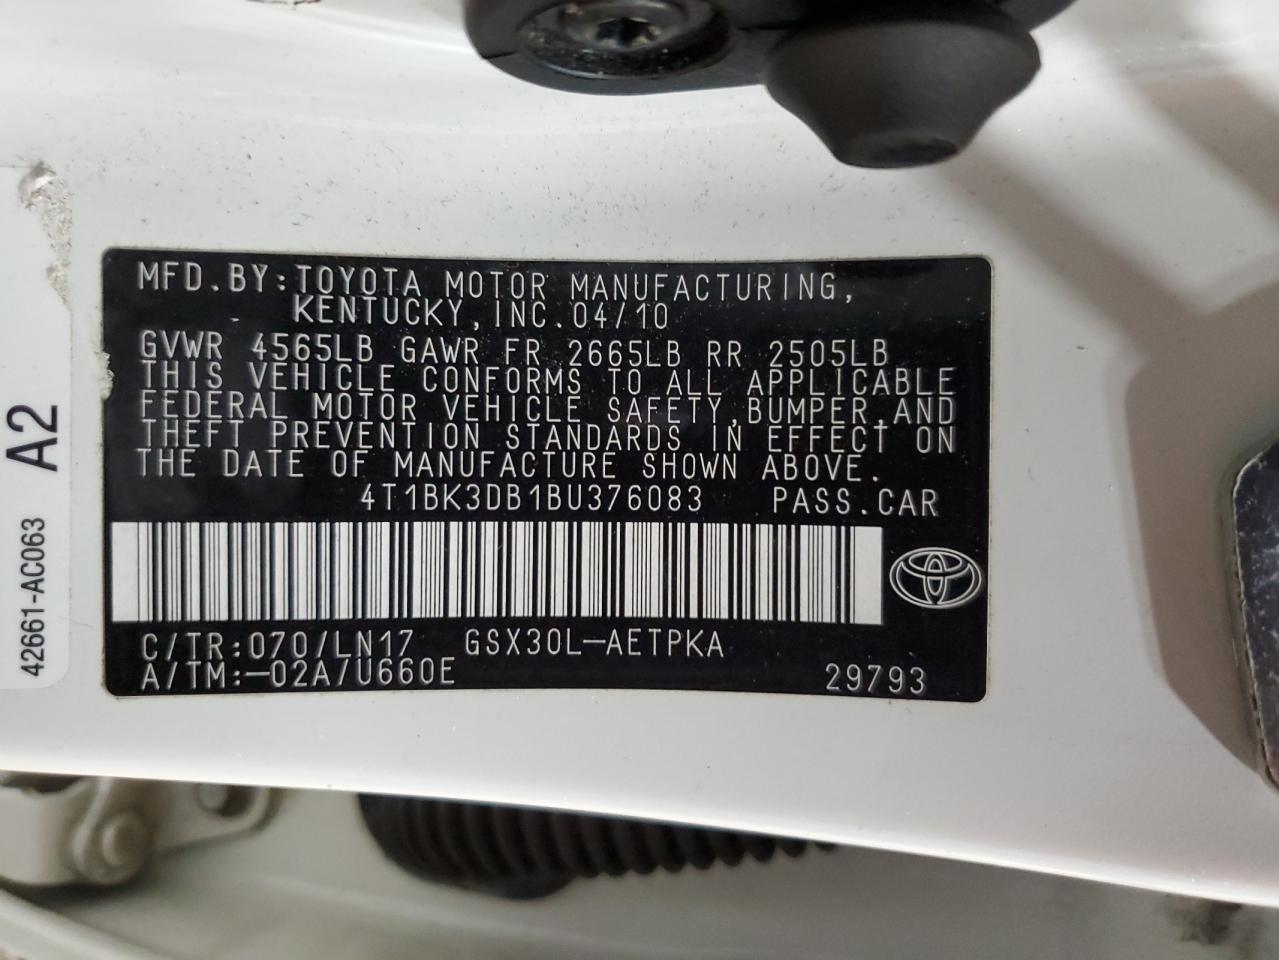 MFD.BY:TOYOTA MOTOR MANUFACTURING,
KENTUCKY, INC. 04/10
GVWR 4565LB GAWR FR 2665LB RR 2505LB
THIS VEHICLE CONFORMS TO ALL APPLICABLE
FEDERAL MOTOR VEHICLE SAFETY, BUMPER, AND
THEFT PREVENTION STANDARDS IN EFFECT ON
THE DATE OF MANUFACTURE SHOWN ABOVE.
4T1BK3DB1BU376083 PASS.CAR
C/TR:070/LN17 GSX30L-AETPKA
A/TM:-02A/U660E 29793
A2
42661-AC063